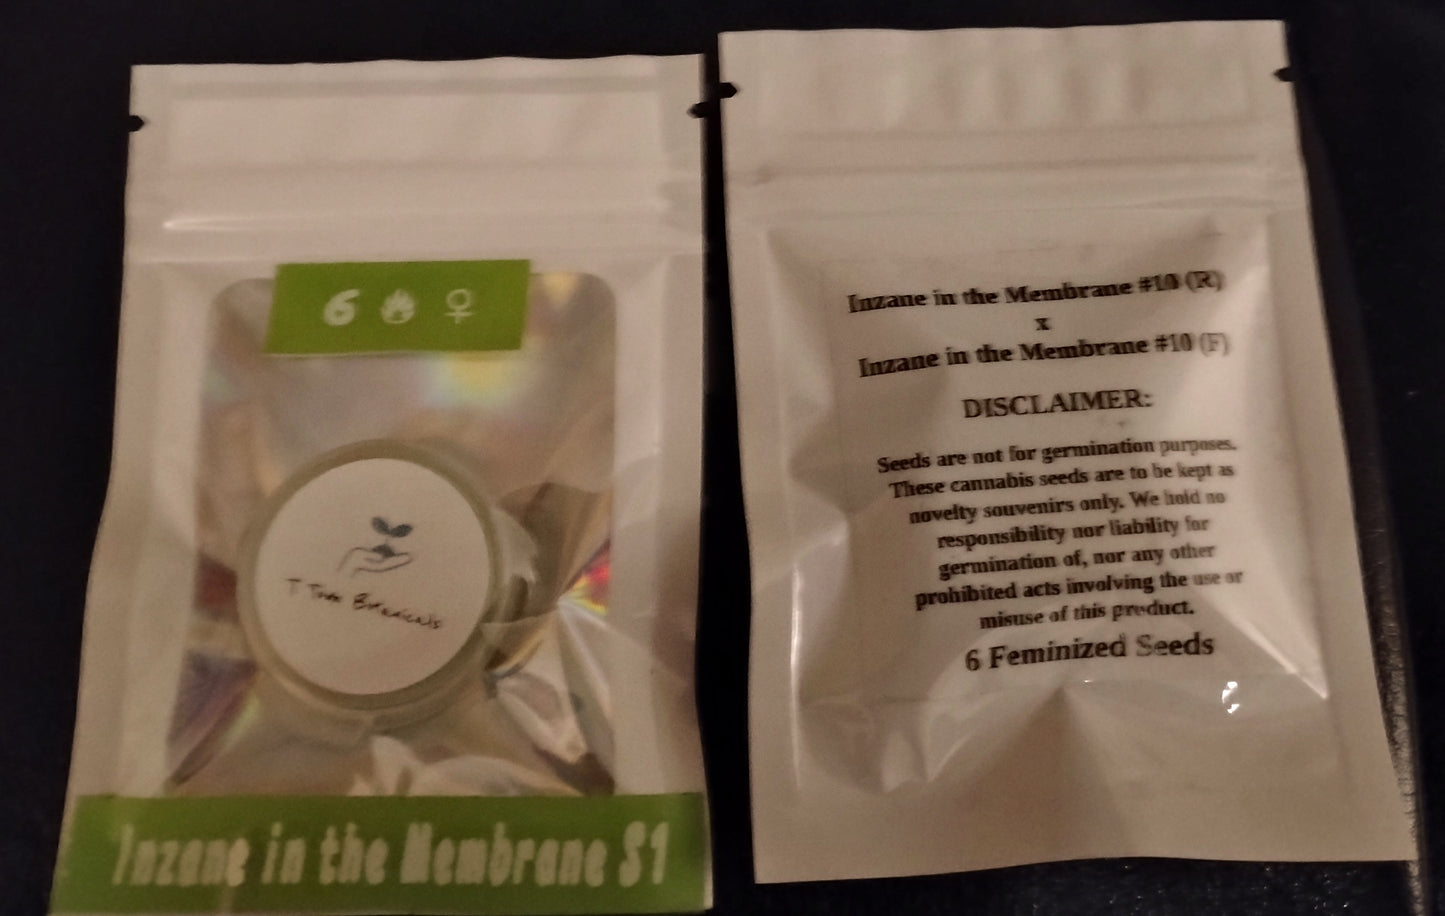 6
T Botanicals
Inzane in the Membrane S1
Inzane in the Membrane #10 (R)
x
Inzane in the Membrane #10 (F)
DISCLAIMER:
Seeds are not for germination purposes.
These cannabis seeds are to be kept as
novelty souvenirs only. We hold no
responsibility nor liability for
germination of, nor any other
prohibited acts involving the use or
misuse of this product.
6 Feminized Seeds